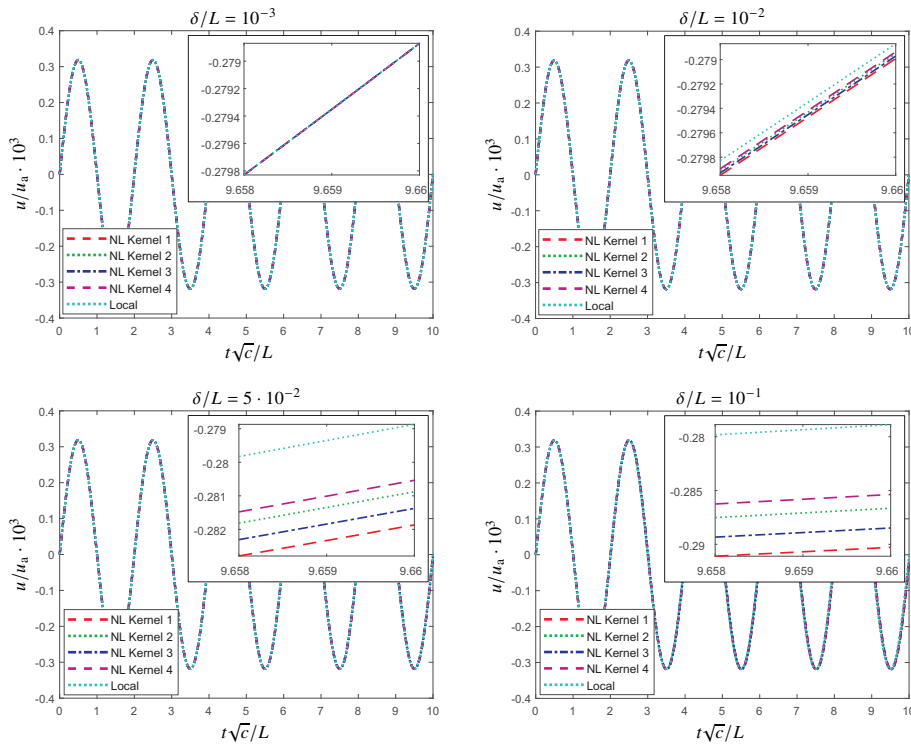 δ/L = 10⁻³
0.4
0.3
0.2
0.1
0
-0.1
-0.2
-0.3
-0.4
u/uₐ · 10³
-0.279
-0.2792
-0.2794
-0.2796
-0.2798
9.658 9.659 9.66
NL Kernel 1
NL Kernel 2
NL Kernel 3
NL Kernel 4
Local
0 1 2 3 4 5 6 7 8 9 10
t√c/L
δ/L = 10⁻²
0.4
0.3
0.2
0.1
0
-0.1
-0.2
-0.3
-0.4
u/uₐ · 10³
-0.279
-0.2792
-0.2794
-0.2796
-0.2798
9.658 9.659 9.66
NL Kernel 1
NL Kernel 2
NL Kernel 3
NL Kernel 4
Local
0 1 2 3 4 5 6 7 8 9 10
t√c/L
δ/L = 5 · 10⁻²
0.4
0.3
0.2
0.1
0
-0.1
-0.2
-0.3
-0.4
u/uₐ · 10³
-0.279
-0.28
-0.281
-0.282
9.658 9.659 9.66
NL Kernel 1
NL Kernel 2
NL Kernel 3
NL Kernel 4
Local
0 1 2 3 4 5 6 7 8 9 10
t√c/L
δ/L = 10⁻¹
0.4
0.3
0.2
0.1
0
-0.1
-0.2
-0.3
-0.4
u/uₐ · 10³
-0.28
-0.285
-0.29
9.658 9.659 9.66
NL Kernel 1
NL Kernel 2
NL Kernel 3
NL Kernel 4
Local
0 1 2 3 4 5 6 7 8 9 10
t√c/L